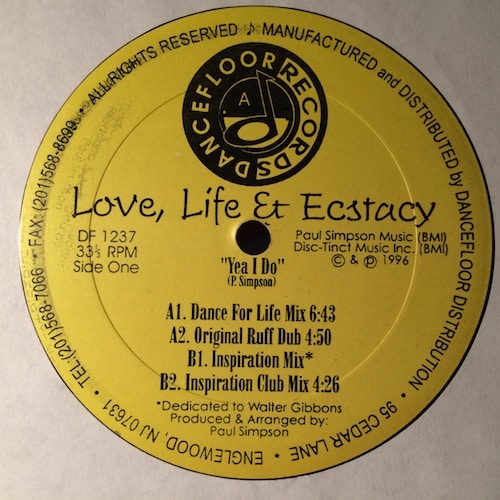 ALL RIGHTS RESERVED ♪ MANUFACTURED and DISTRIBUTED by DANCEFLOOR DISTRIBUTION • 95 CEDAR LANE • ENGLEWOOD, NJ 07631 • TEL:(201)568-7066 • FAX (201)568-8699 •
DANCEFLOOR RECORDS
A
Love, Life & Ecstacy
DF 1237
33⅓ RPM
Side One
Paul Simpson Music (BMI)
Disc-Tinct Music Inc. (BMI)
© & ℗ 1996
"Yea I Do"
(P. Simpson)
A1. Dance For Life Mix 6:43
A2. Original Ruff Dub 4:50
B1. Inspiration Mix*
B2. Inspiration Club Mix 4:26
*Dedicated to Walter Gibbons
Produced & Arranged by:
Paul Simpson